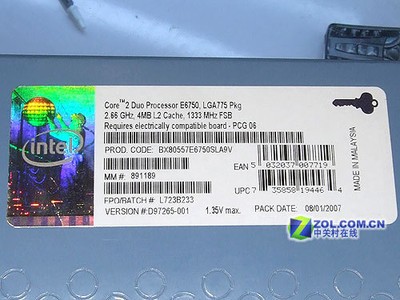 Core™2 Duo Processor E6750, LGA775 Pkg
2.66 GHz, 4MB L2 Cache, 1333 MHz FSB
Requires electrically compatible board - PCG 06
intel
PROD. CODE: BX80557E6750SLA9V
EAN 5 032037 007719
MM#: 891189
UPC 7 35858 19446 4
FPO/BATCH #: L723B233
VERSION#: D97265-001 1.35V max. PACK DATE: 08/01/2007
MADE IN MALAYSIA
ZOL.COM.CN
中关村在线